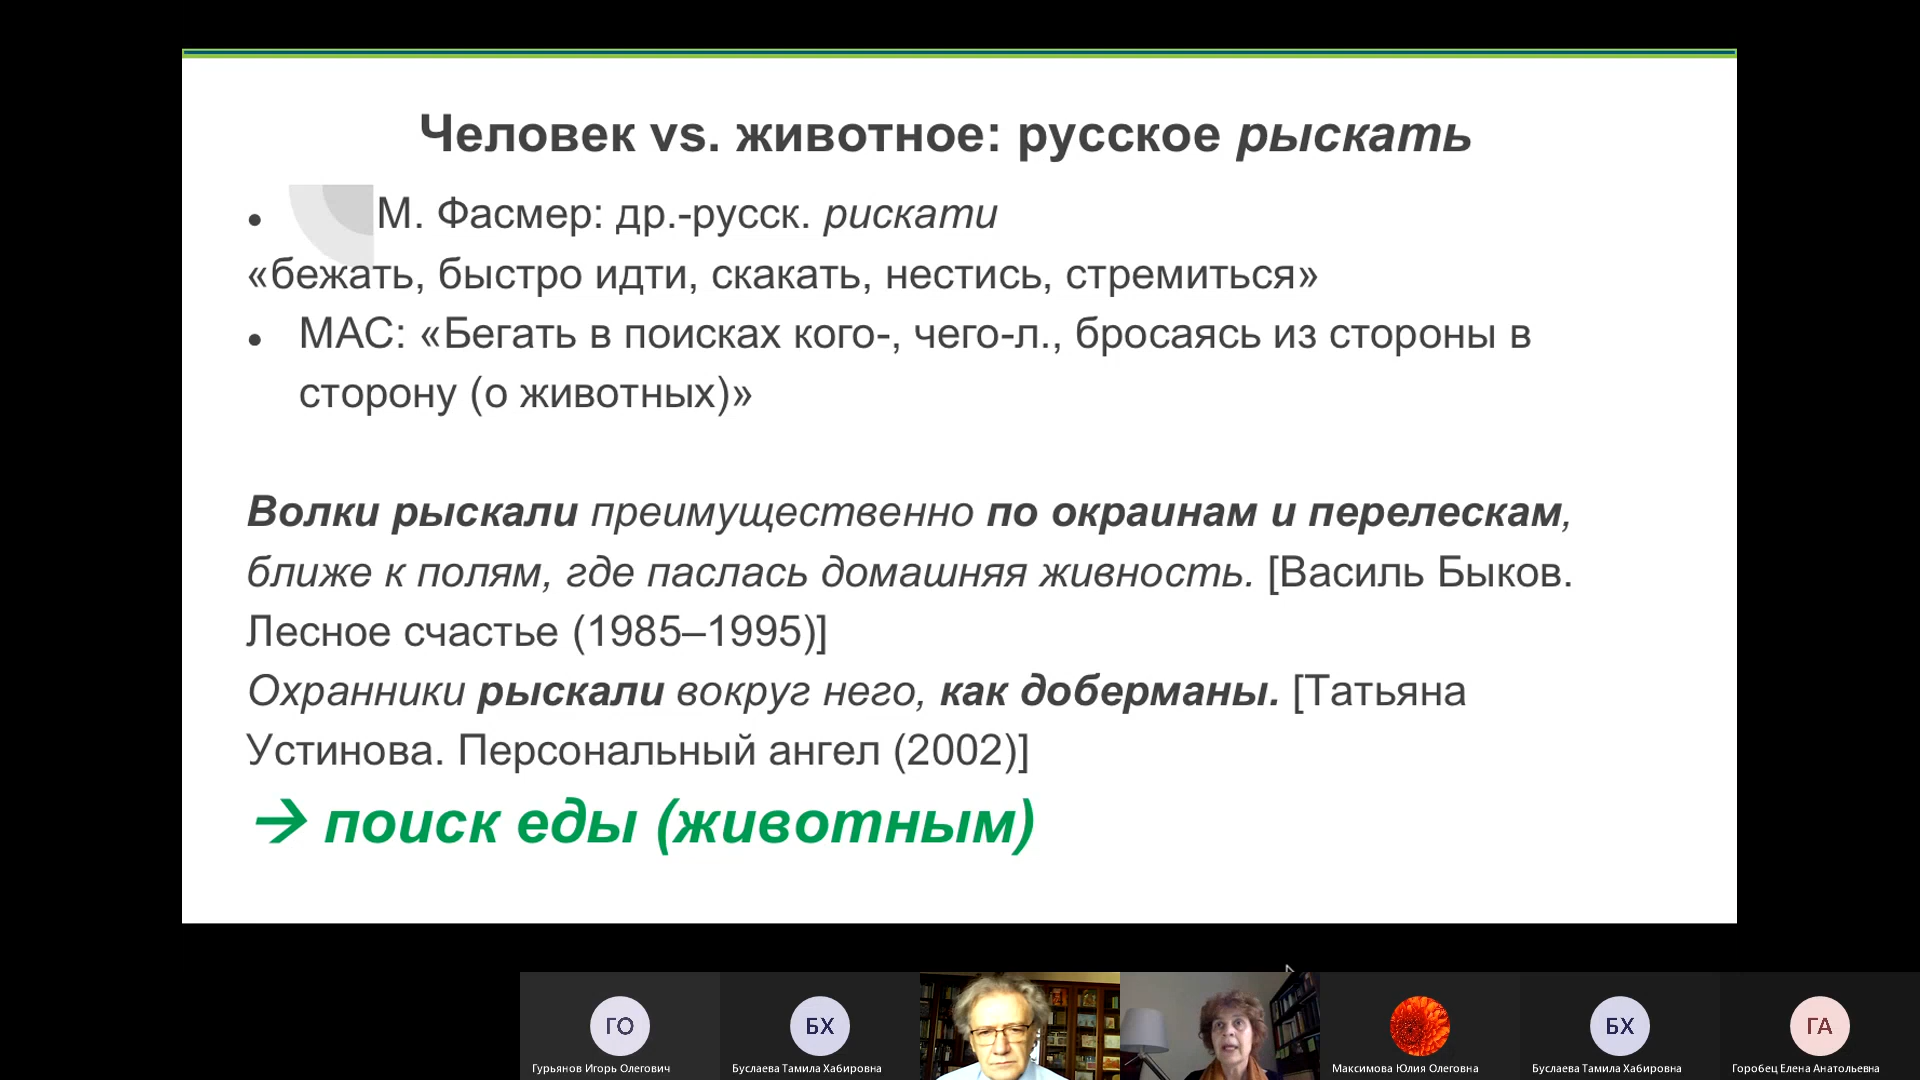 Человек vs. животное: русское рыскать
• М. Фасмер: др.-русск. рискати
«бежать, быстро идти, скакать, нестись, стремиться»
• МАС: «Бегать в поисках кого-, чего-л., бросаясь из стороны в
сторону (о животных)»
Волки рыскали преимущественно по окраинам и перелескам,
ближе к полям, где паслась домашняя живность. [Василь Быков.
Лесное счастье (1985–1995)]
Охранники рыскали вокруг него, как доберманы. [Татьяна
Устинова. Персональный ангел (2002)]
→ поиск еды (животным)
ГО БХ БХ ГА
Гурьянов Игорь Олегович Буслаева Тамила Хабировна Максимова Юлия Олеговна Буслаева Тамила Хабировна Горобец Елена Анатольевна